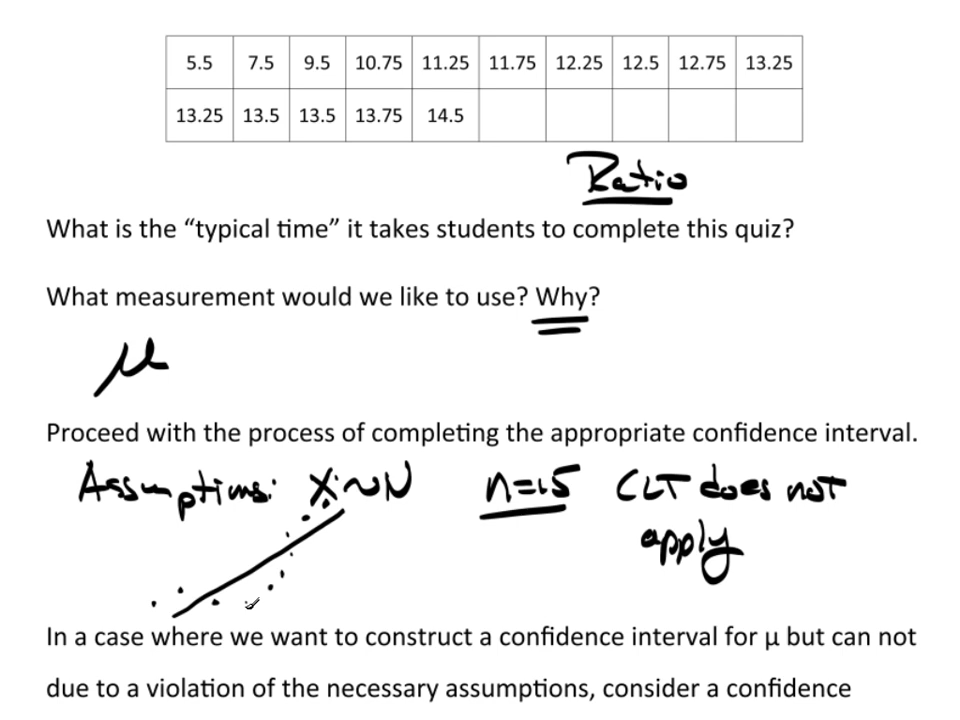 5.5 7.5 9.5 10.75 11.25 11.75 12.25 12.5 12.75 13.25
13.25 13.5 13.5 13.75 14.5
Ratio
What is the “typical time” it takes students to complete this quiz?
What measurement would we like to use? Why?
μ
Proceed with the process of completing the appropriate confidence interval.
Assumptions: X~N n=15 CLT does not
apply
In a case where we want to construct a confidence interval for μ but can not
due to a violation of the necessary assumptions, consider a confidence